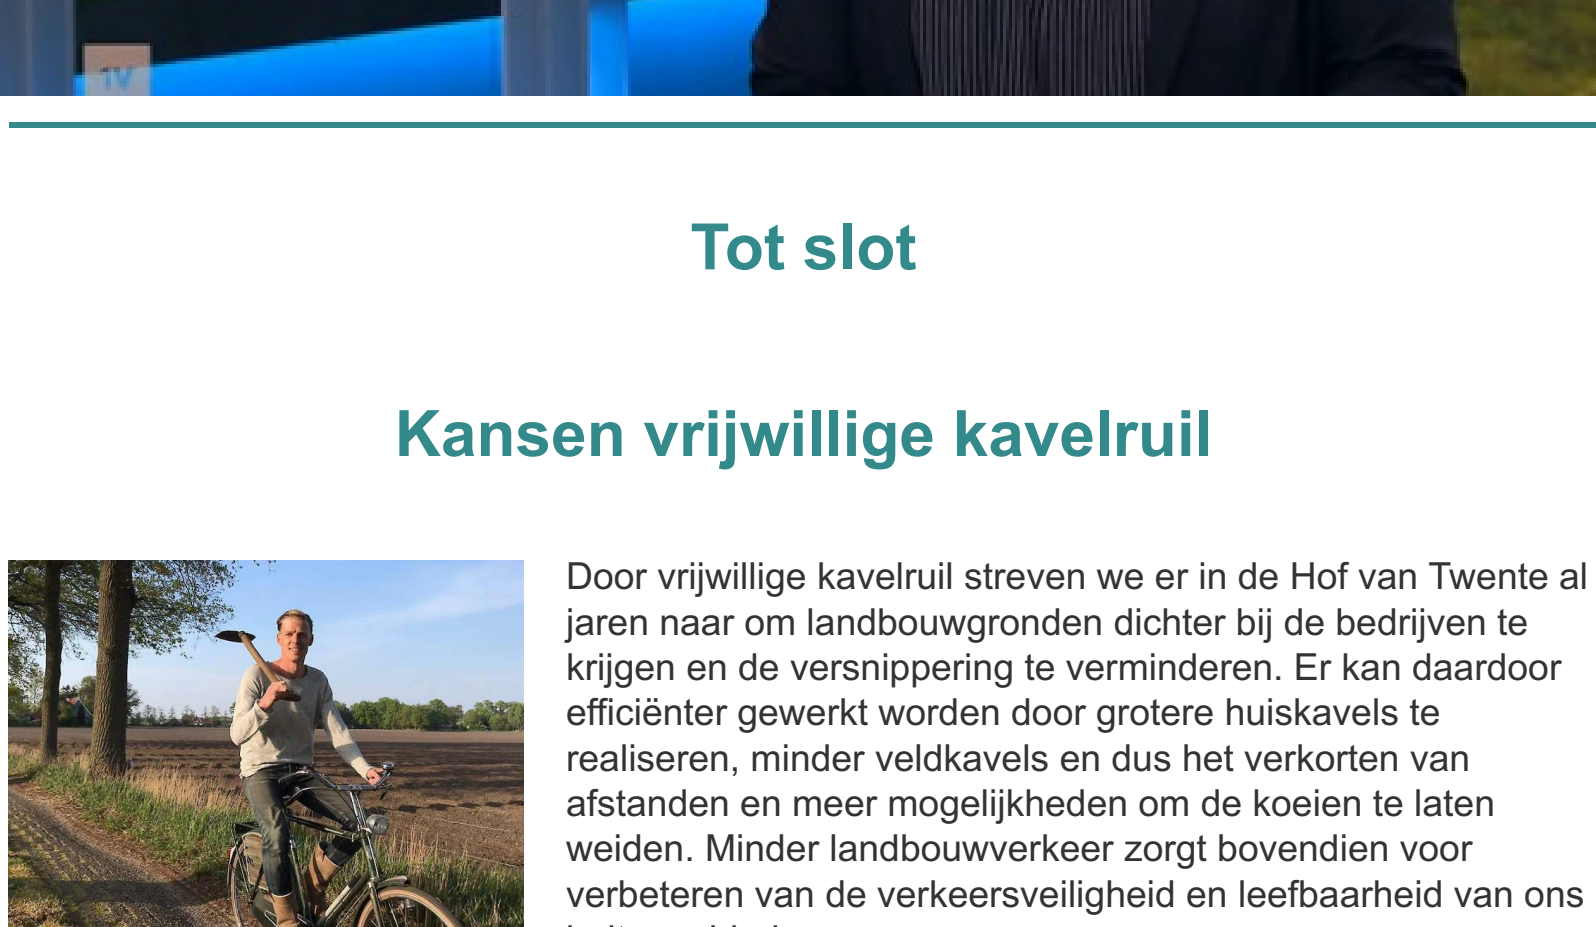 1V
Tot slot
Kansen vrijwillige kavelruil
Door vrijwillige kavelruil streven we er in de Hof van Twente al
jaren naar om landbouwgronden dichter bij de bedrijven te
krijgen en de versnippering te verminderen. Er kan daardoor
efficiënter gewerkt worden door grotere huiskavels te
realiseren, minder veldkavels en dus het verkorten van
afstanden en meer mogelijkheden om de koeien te laten
weiden. Minder landbouwverkeer zorgt bovendien voor
verbeteren van de verkeersveiligheid en leefbaarheid van ons